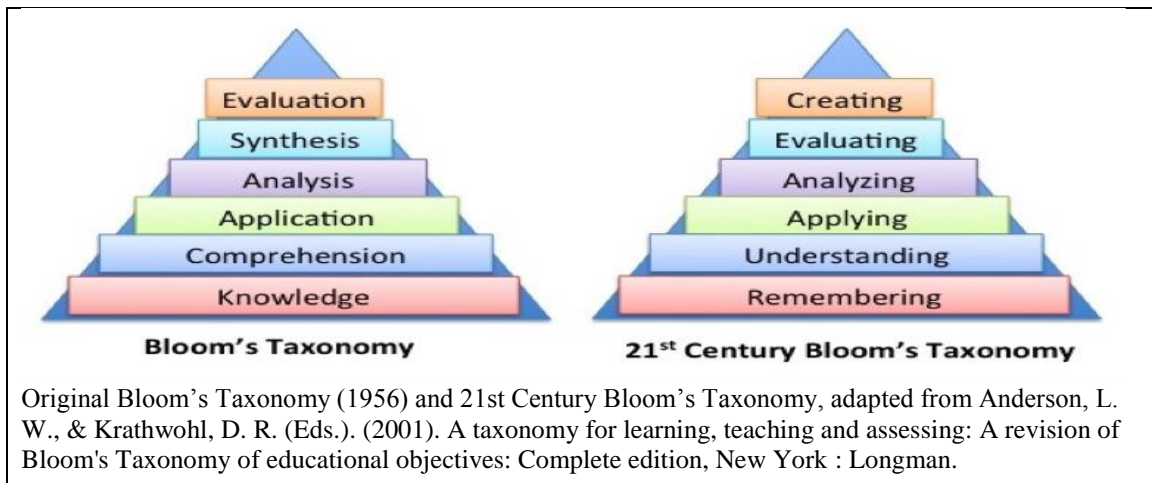 Evaluation
Synthesis
Analysis
Application
Comprehension
Knowledge
Bloom's Taxonomy
Creating
Evaluating
Analyzing
Applying
Understanding
Remembering
21st Century Bloom's Taxonomy
Original Bloom's Taxonomy (1956) and 21st Century Bloom's Taxonomy, adapted from Anderson, L.
W., & Krathwohl, D. R. (Eds.). (2001). A taxonomy for learning, teaching and assessing: A revision of
Bloom's Taxonomy of educational objectives: Complete edition, New York : Longman.